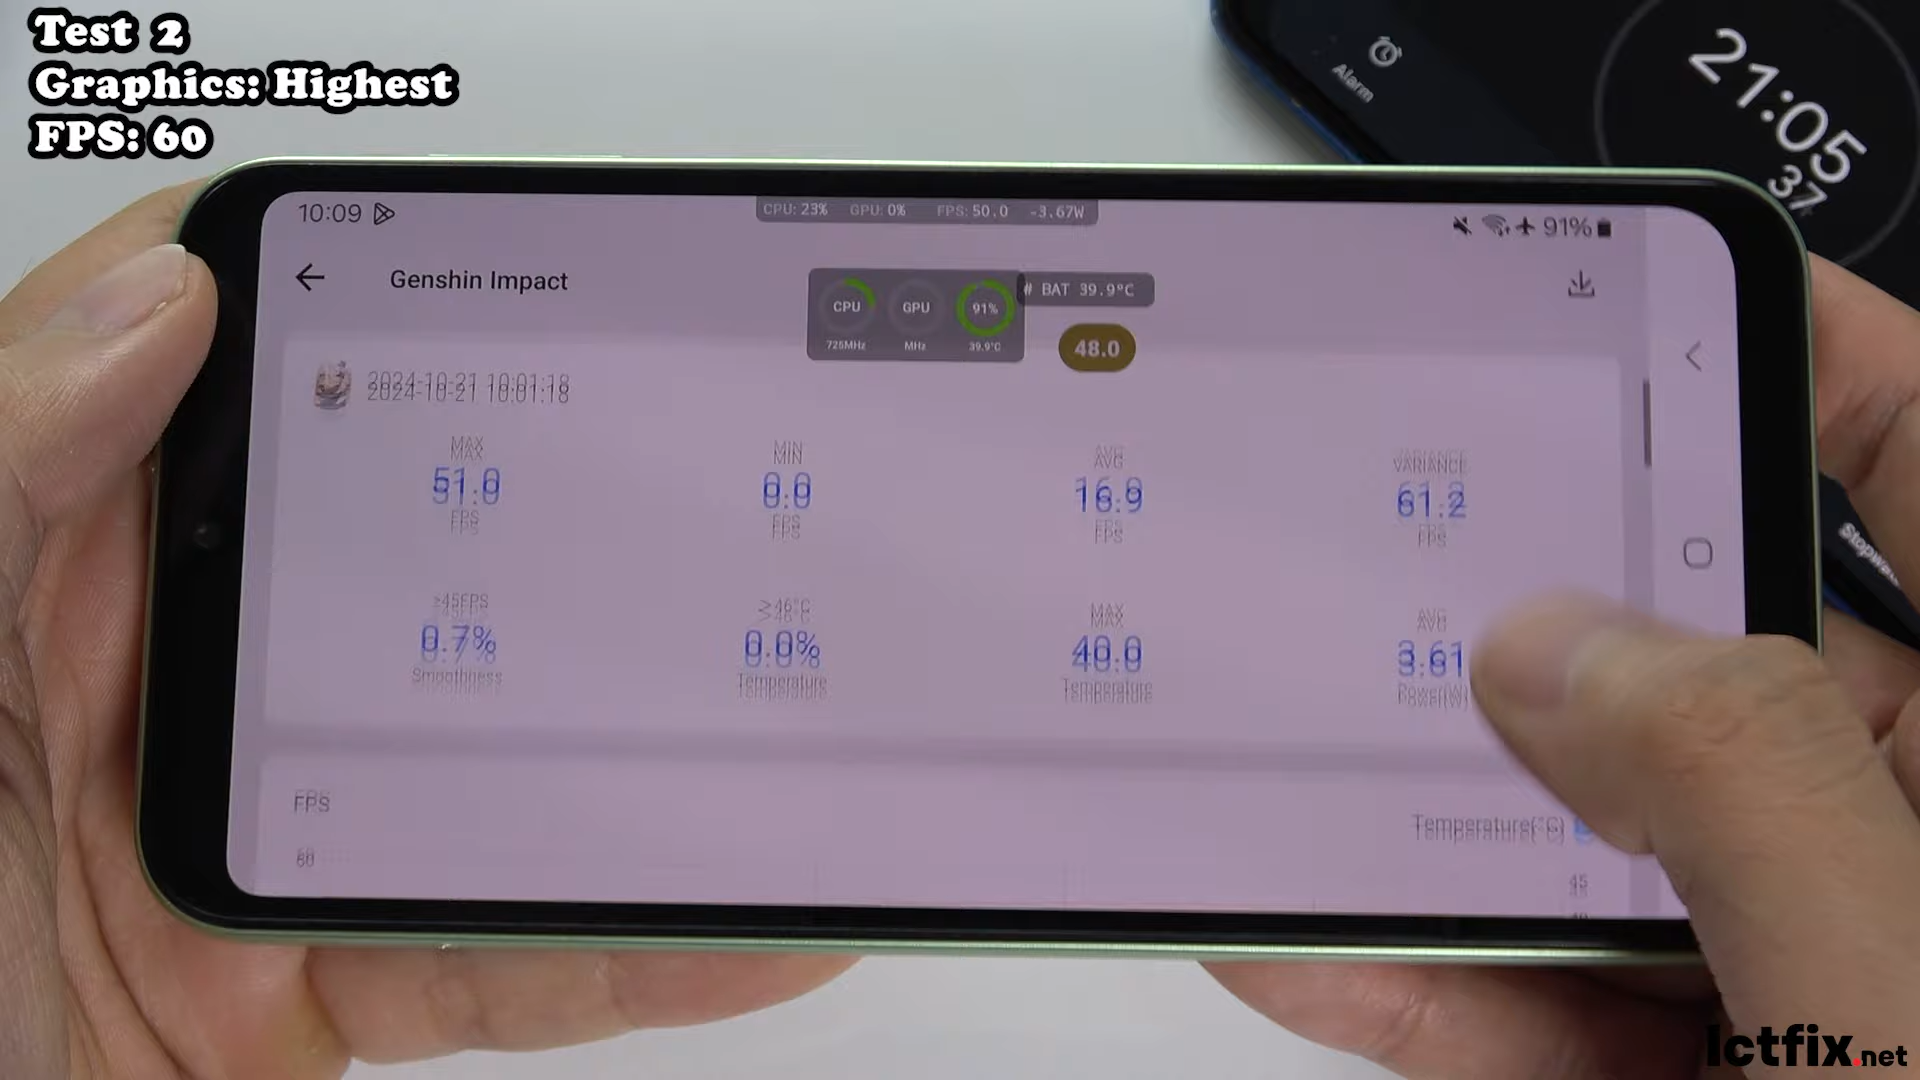 Test 2
Graphics: Highest
FPS: 60
Alarm
21:05
37
10:09
CPU: 23% GPU: 0% FPS: 50.0 -3.67W
91%
Genshin Impact
CPU GPU 91%
725MHz MHz 39.9°C
# BAT 39.9°C
48.0
2024-10-21 10:01:18
MAX MIN AVG VARIANCE
51.0 0.0 16.9 61.2
FPS FPS FPS FPS
≥45FPS ≥46°C MAX AVG
0.7% 0.0% 40.0 3.61
Smoothness Temperature Temperature Power(W)
FPS
Temperature(°C)
60
45
40
Ictfix.net